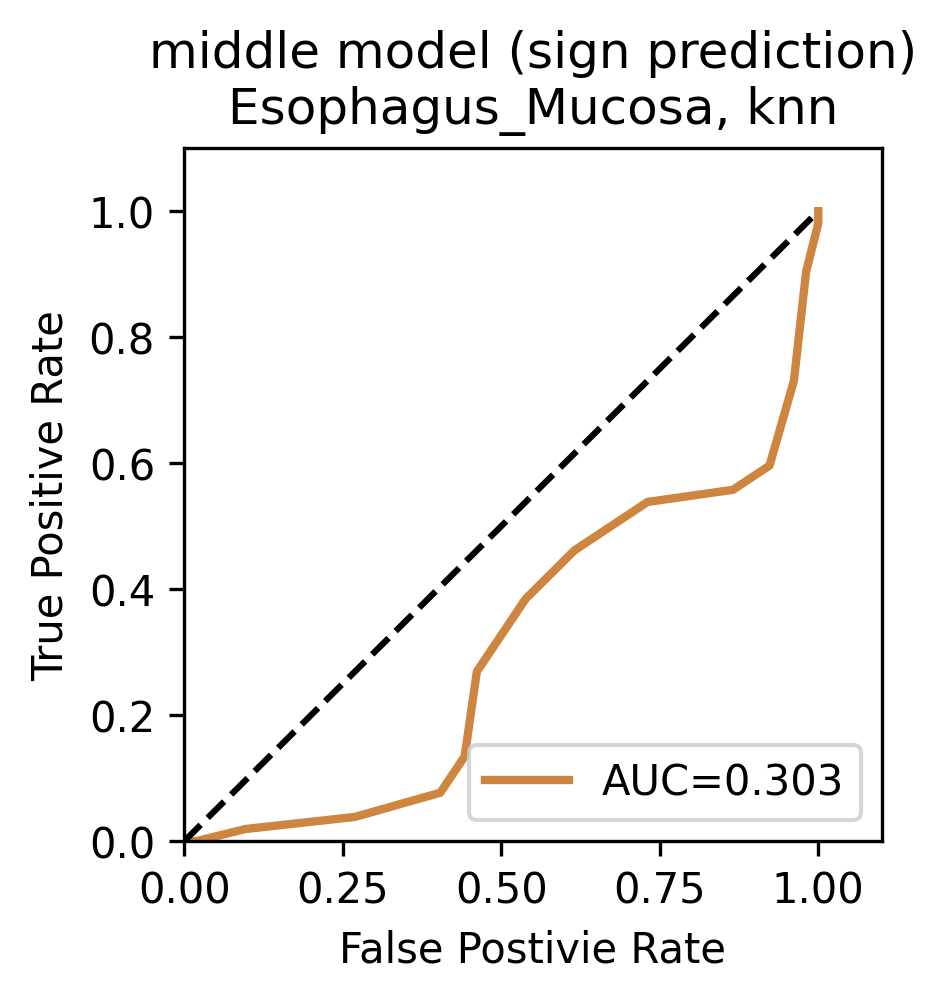 middle model (sign prediction)
Esophagus_Mucosa, knn
True Positive Rate
1.0
0.8
0.6
0.4
0.2
0.0
AUC=0.303
0.00 0.25 0.50 0.75 1.00
False Postivie Rate